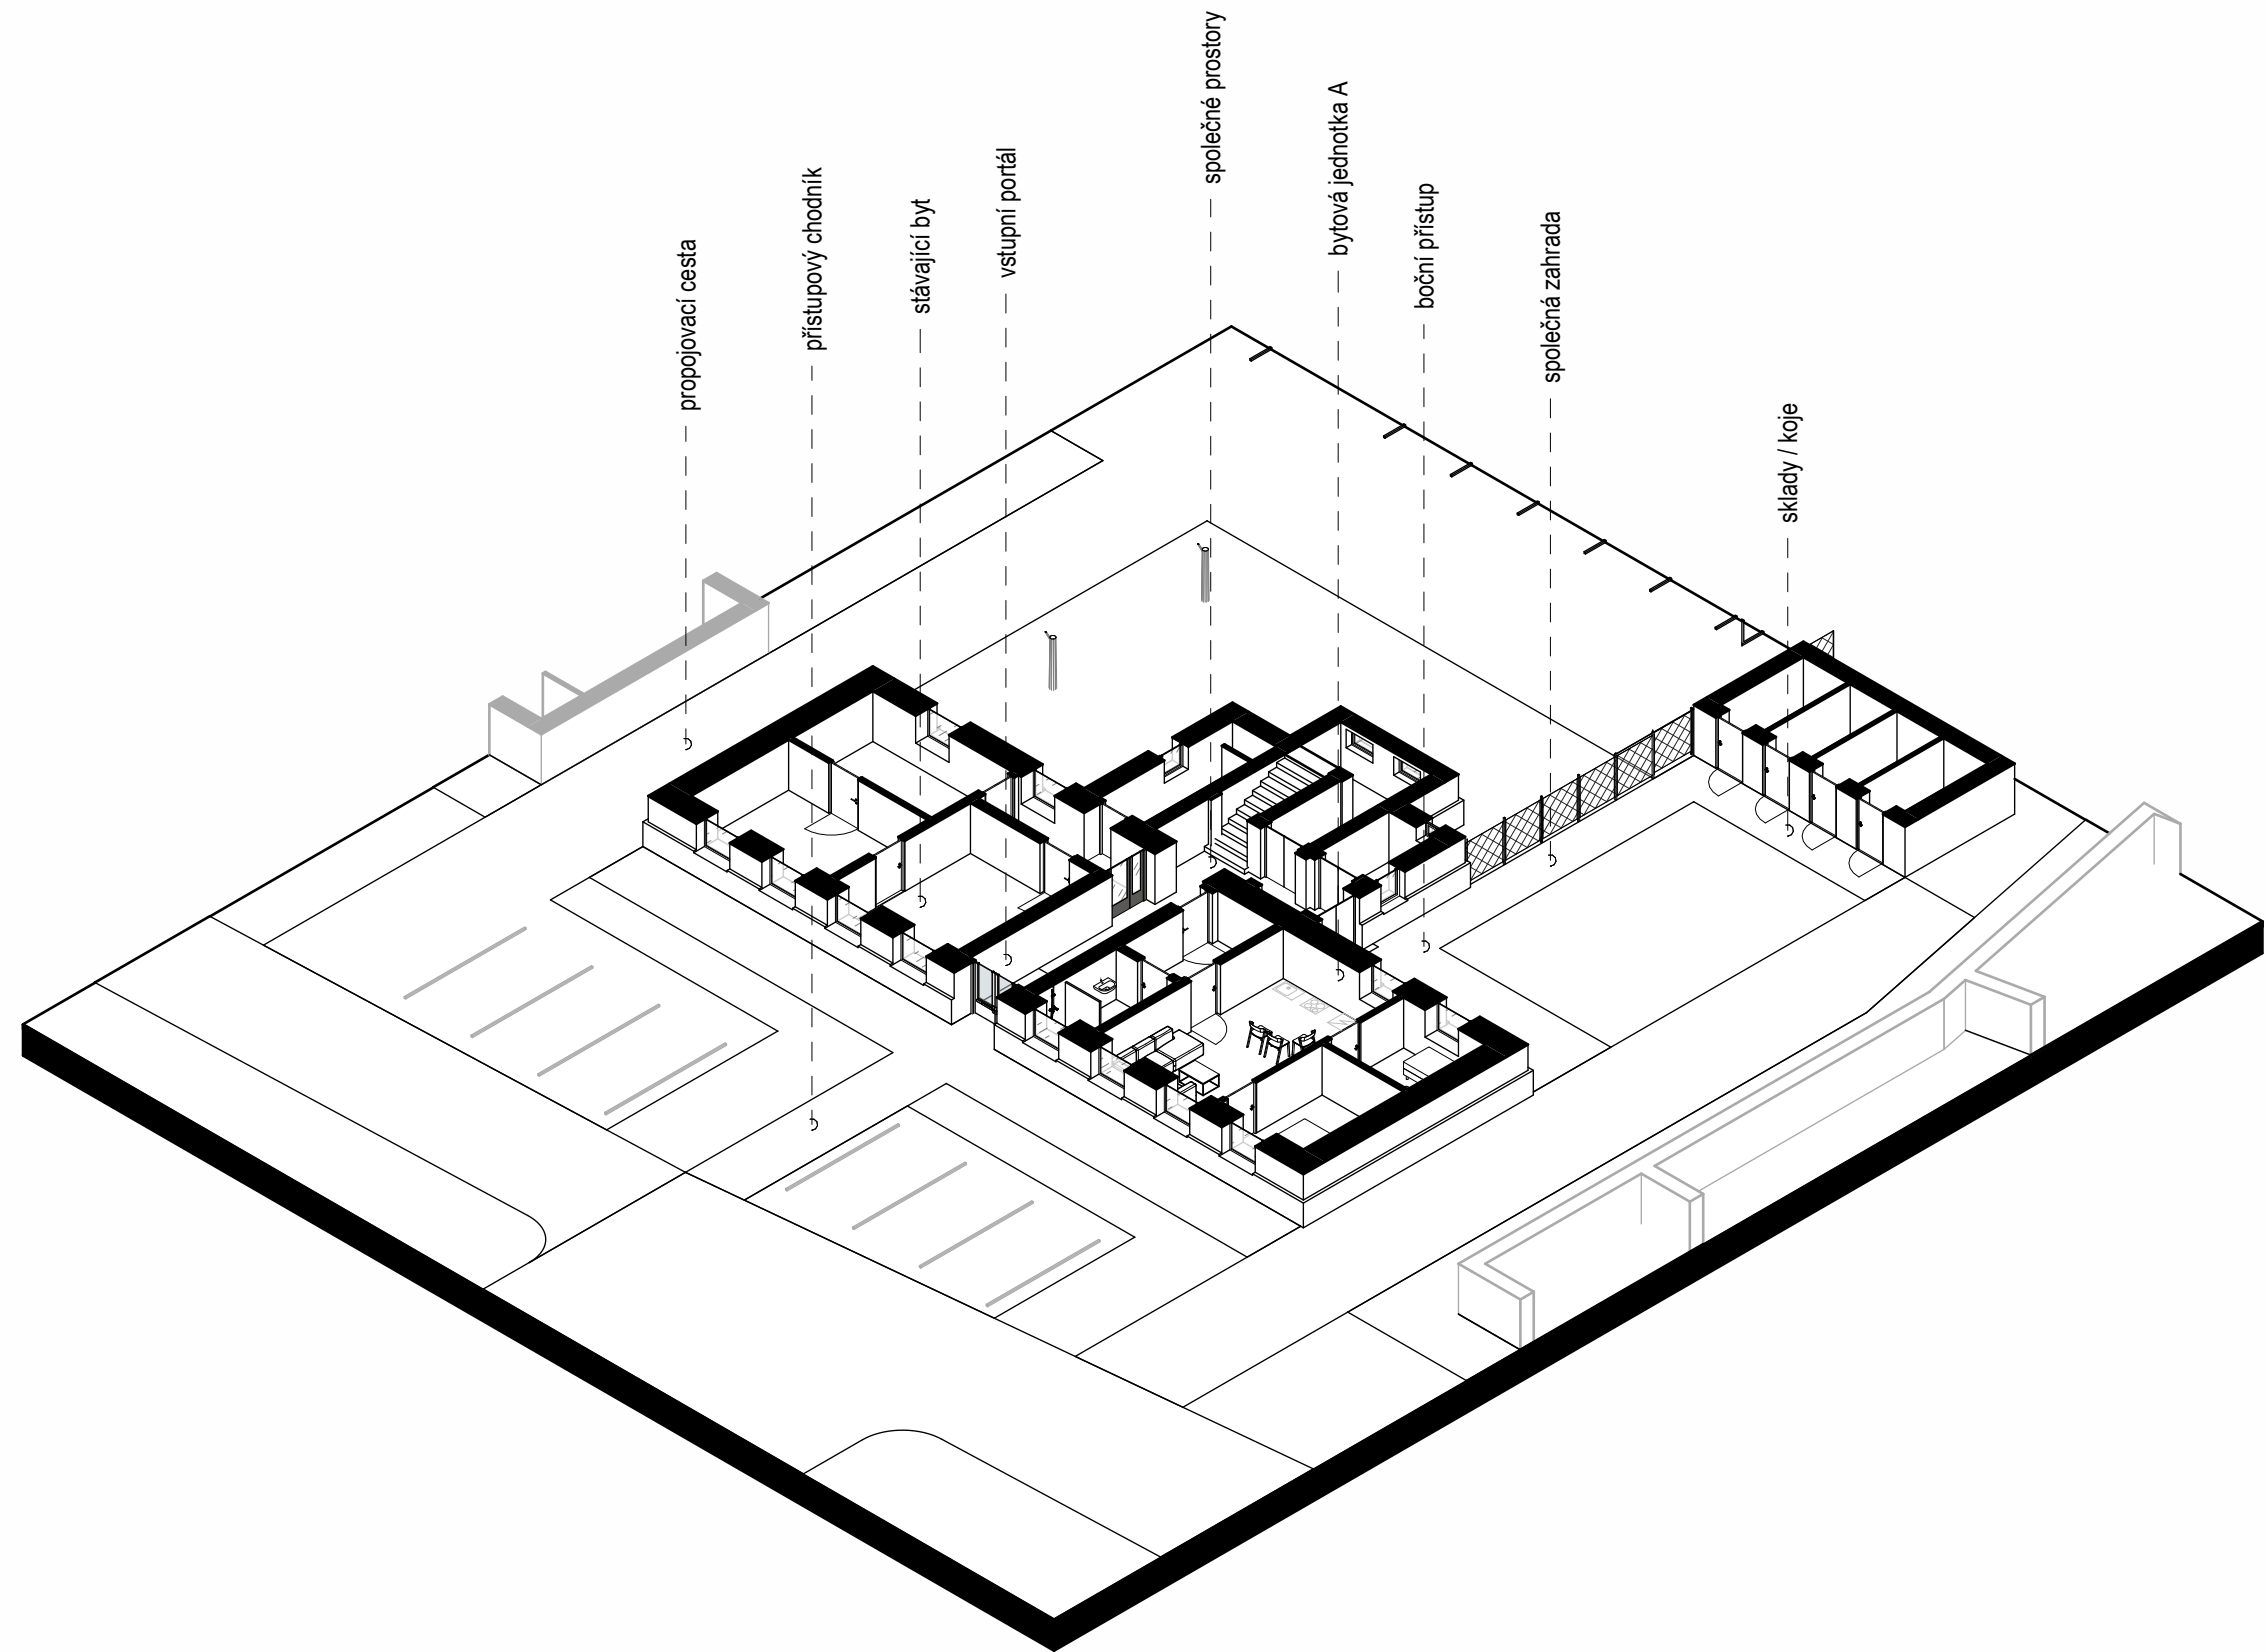 propojovací cesta
přístupový chodník
stávající byt
vstupní portál
společné prostory
bytová jednotka A
boční přístup
společná zahrada
sklady / koje